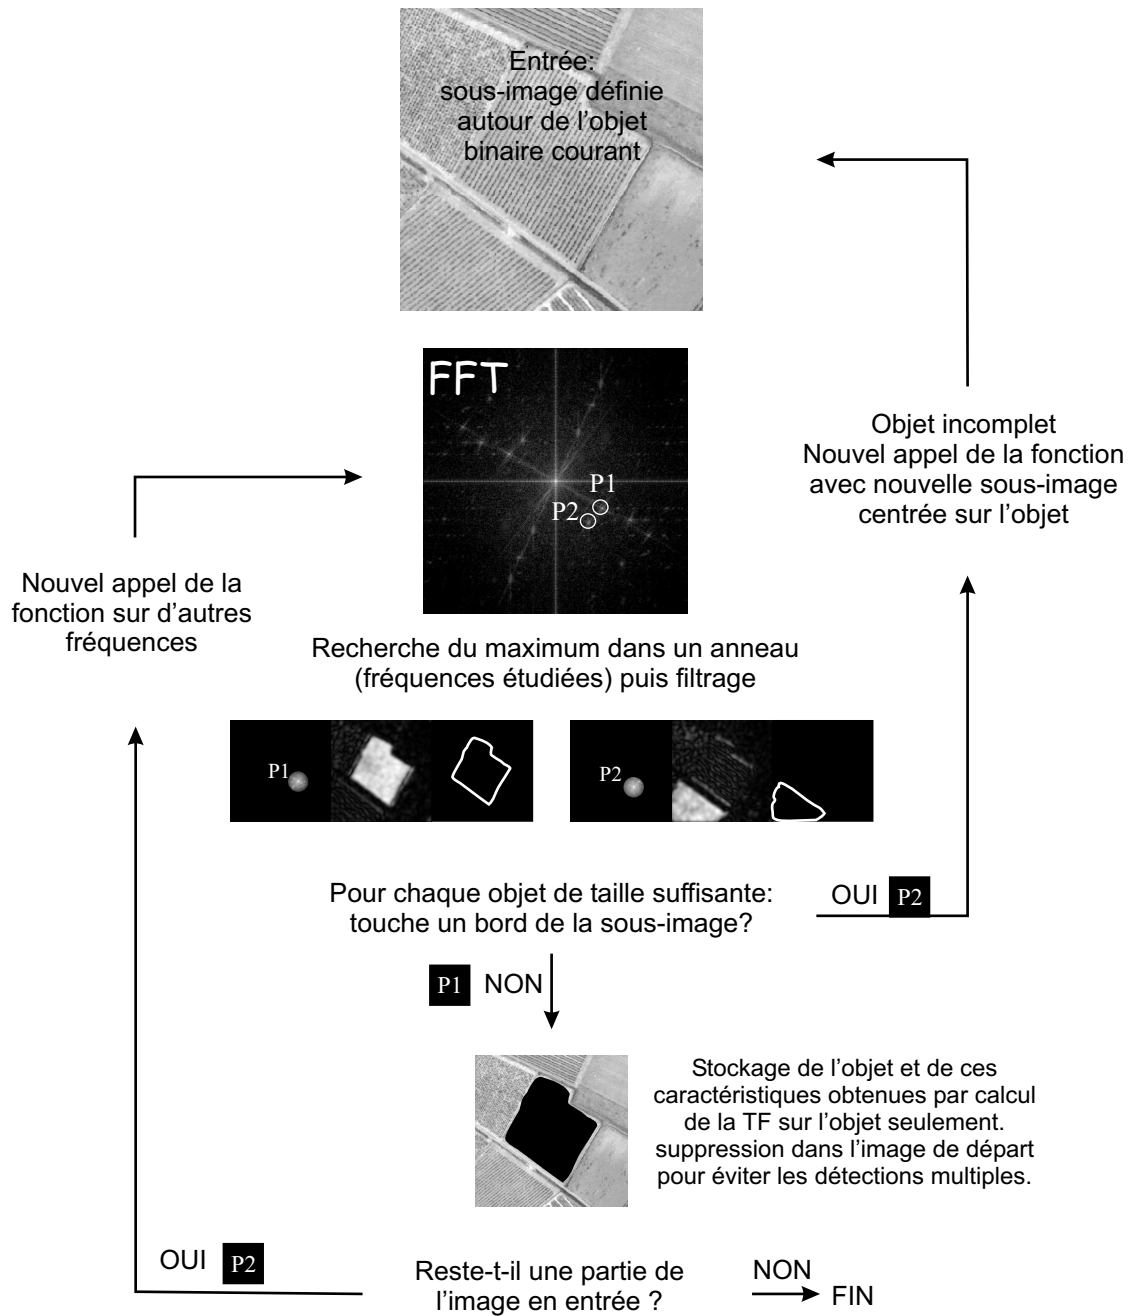 Entrée:
sous-image définie
autour de l'objet
binaire courant
FFT
P1
P2
Objet incomplet
Nouvel appel de la fonction
avec nouvelle sous-image
centrée sur l'objet
Nouvel appel de la
fonction sur d'autres
fréquences
Recherche du maximum dans un anneau
(fréquences étudiées) puis filtrage
P1
P2
Pour chaque objet de taille suffisante:
touche un bord de la sous-image?
OUI P2
P1 NON
Stockage de l'objet et de ces
caractéristiques obtenues par calcul
de la TF sur l'objet seulement.
suppression dans l'image de départ
pour éviter les détections multiples.
OUI P2
Reste-t-il une partie de
l'image en entrée ?
NON
FIN